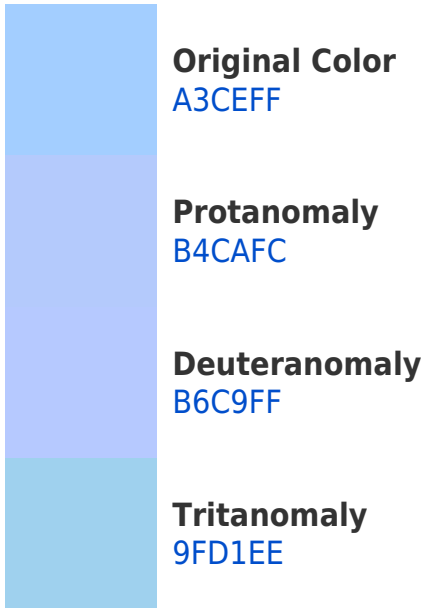 Original Color
A3CEFF
Protanomaly
B4CAFC
Deuteranomaly
B6C9FF
Tritanomaly
9FD1EE